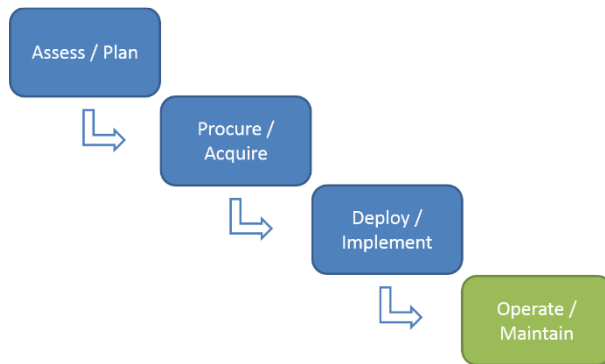 Assess / Plan
Procure /
Acquire
Deploy /
Implement
Operate /
Maintain